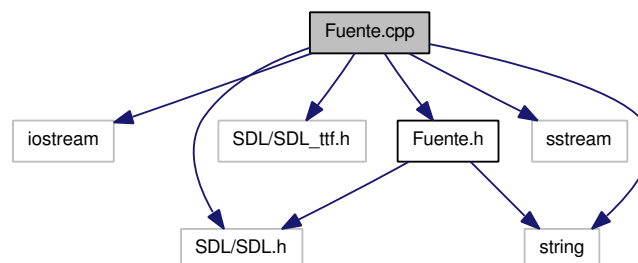 Fuente.cpp
iostream
SDL/SDL_ttf.h
Fuente.h
sstream
SDL/SDL.h
string